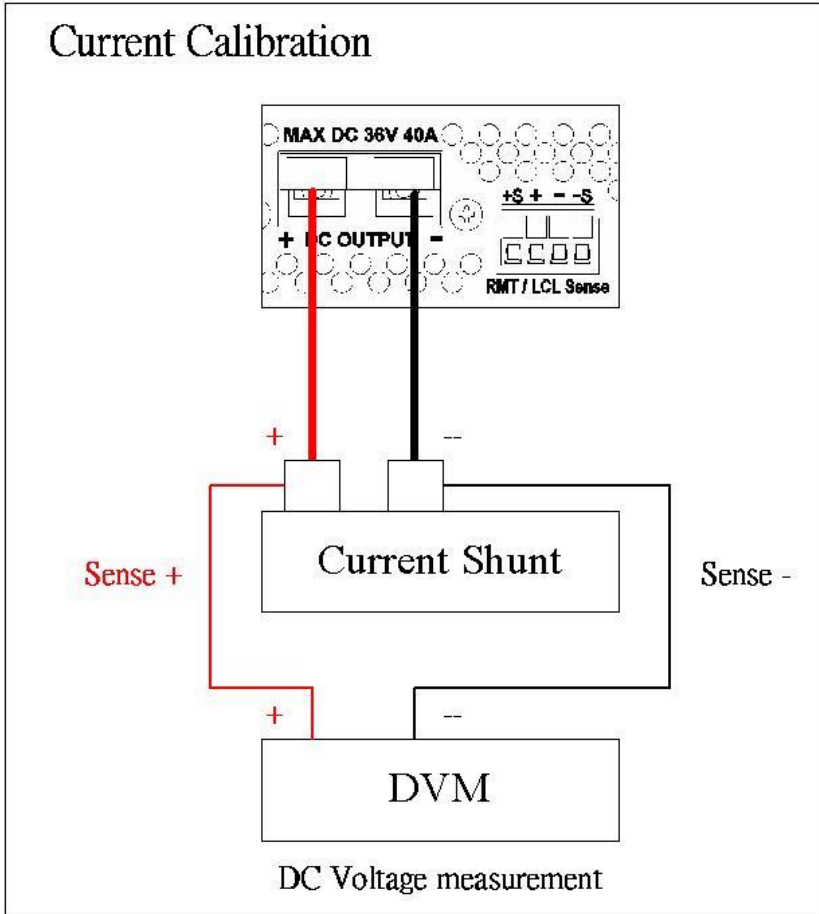 Current Calibration
MAX DC 36V 40A
+S + - -S
+ DC OUTPUT -
RMT / LCL Sense
+ --
Current Shunt
Sense +
Sense -
+ --
DVM
DC Voltage measurement